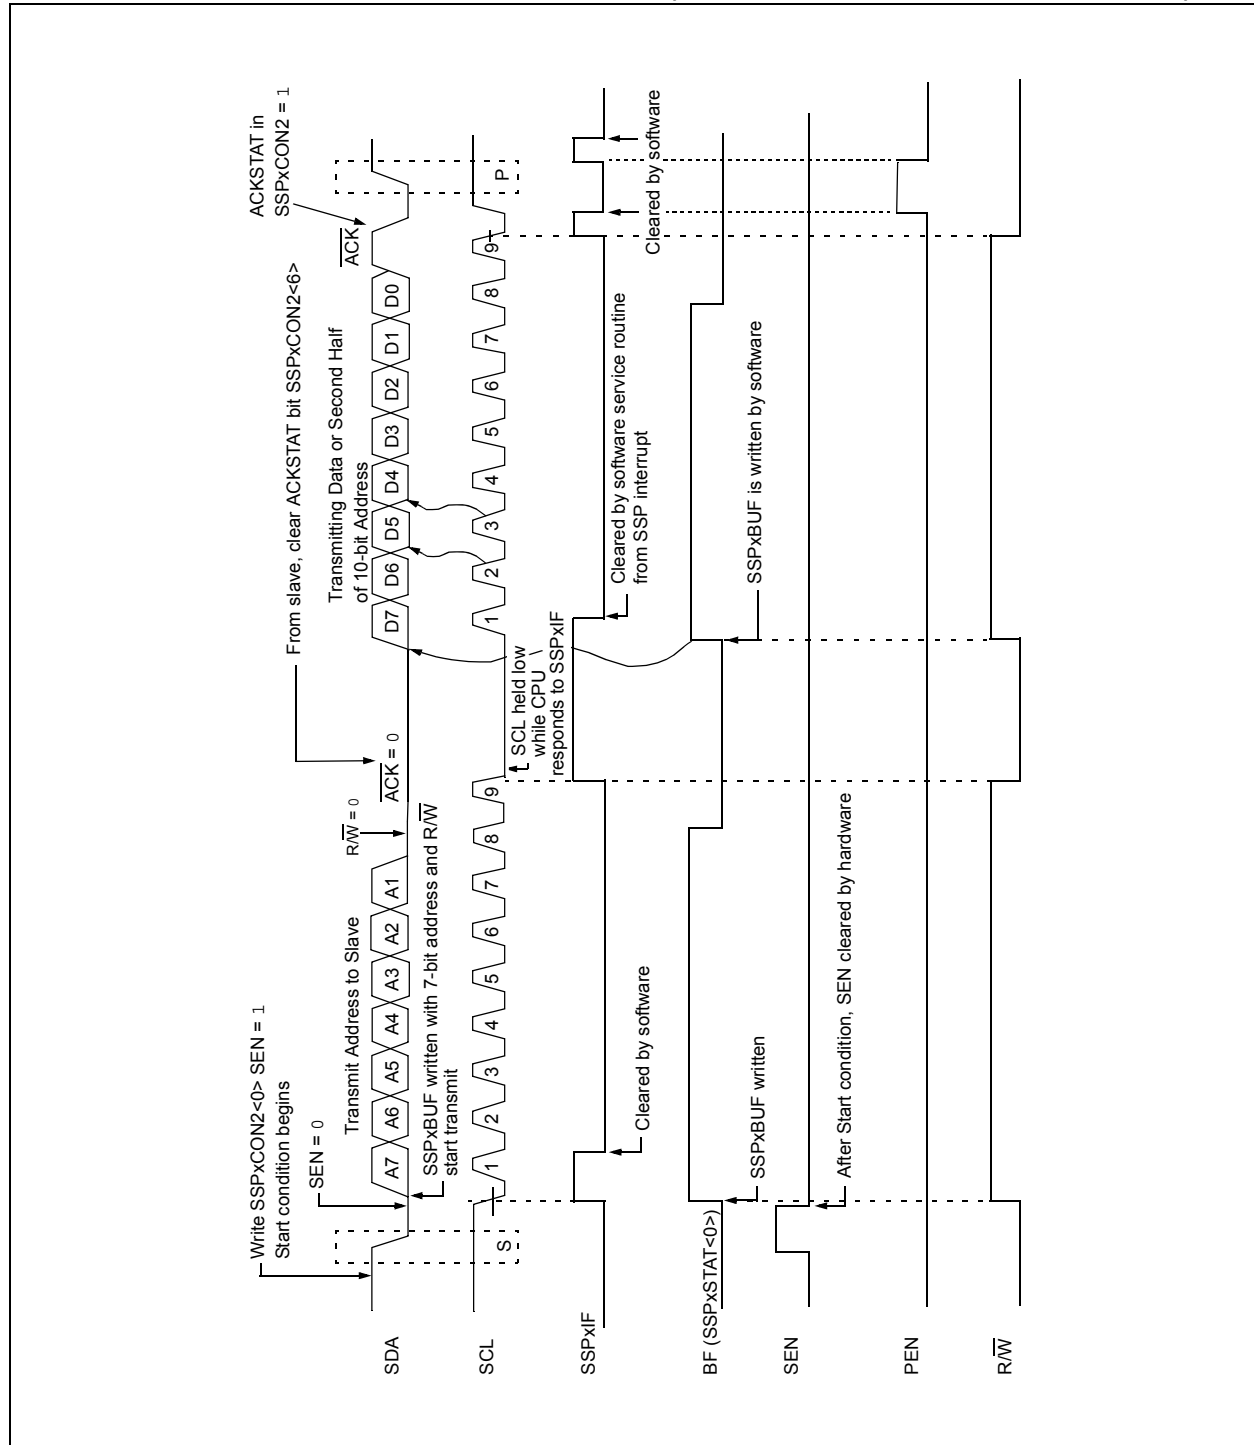 Write SSPxCON2<0> SEN = 1
Start condition begins
From slave, clear ACKSTAT bit SSPxCON2<6>
ACKSTAT in
SSPxCON2 = 1
SEN = 0
Transmit Address to Slave
R/W = 0
ACK = 0
Transmitting Data or Second Half
of 10-bit Address
ACK
SDA
A7 A6 A5 A4 A3 A2 A1
D7 D6 D5 D4 D3 D2 D1 D0
SSPxBUF written with 7-bit address and R/W
start transmit
SCL
S
1 2 3 4 5 6 7 8 9
1 2 3 4 5 6 7 8 9
P
SCL held low
while CPU
responds to SSPxIF
SSPxIF
Cleared by software
Cleared by software service routine
from SSP interrupt
Cleared by software
BF (SSPxSTAT<0>)
SSPxBUF written
SSPxBUF is written by software
SEN
After Start condition, SEN cleared by hardware
PEN
R/W